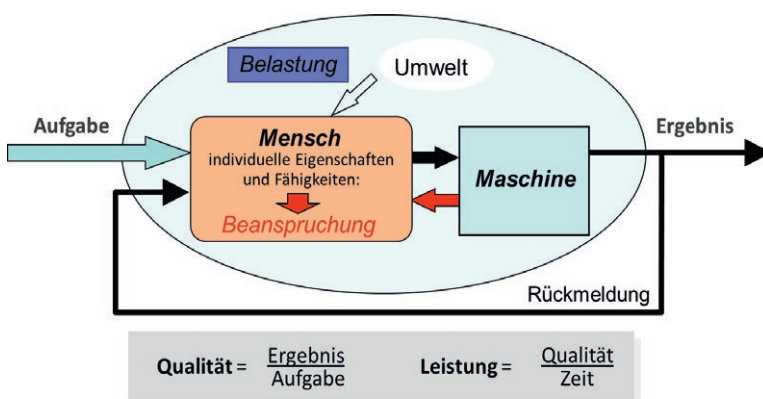 Belastung
Umwelt
Aufgabe
Ergebnis
Mensch
individuelle Eigenschaften
und Fähigkeiten:
Beanspruchung
Maschine
Rückmeldung
Qualität = Ergebnis
Aufgabe
Leistung = Qualität
Zeit